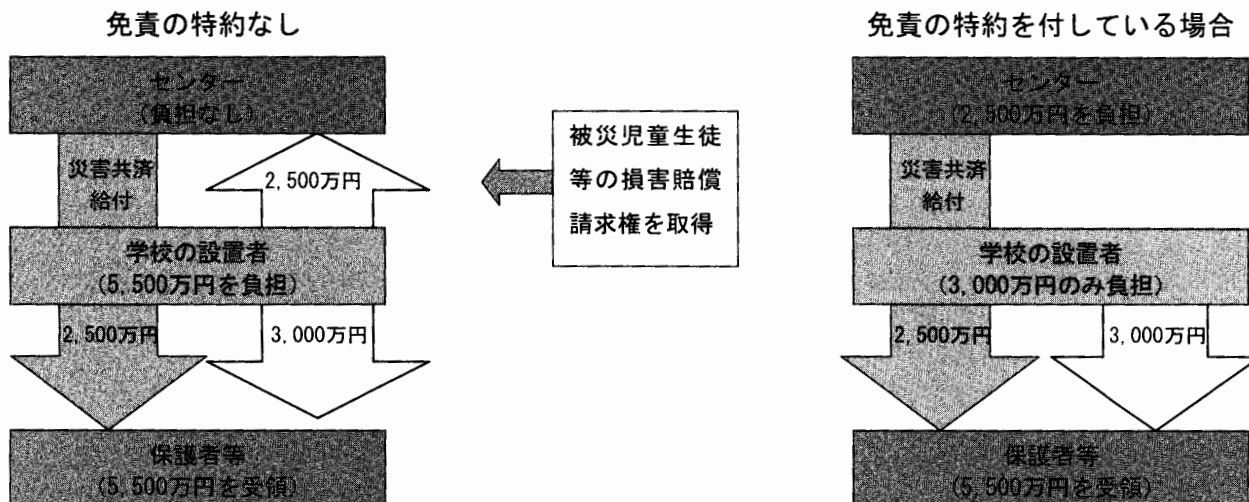 免責の特約なし
センター
(負担なし)
災害共済
給付
2,500万円
学校の設置者
(5,500万円を負担)
2,500万円
3,000万円
保護者等
(5,500万円を受領)
被災児童生徒
等の損害賠償
請求権を取得
免責の特約を付している場合
センター
(2,500万円を負担)
災害共済
給付
学校の設置者
(3,000万円のみ負担)
2,500万円
3,000万円
保護者等
(5,500万円を受領)